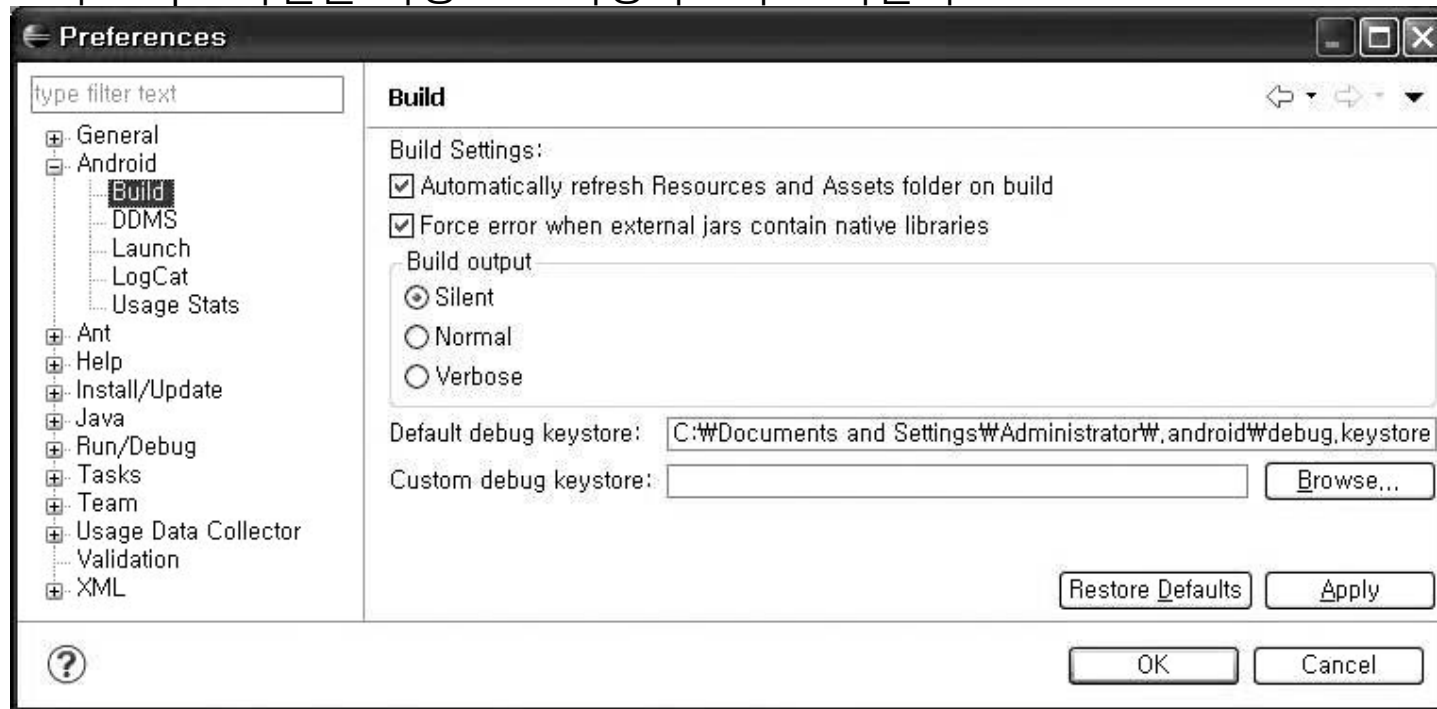 Preferences
type filter text
General
Android
Build
DDMS
Launch
LogCat
Usage Stats
Ant
Help
Install/Update
Java
Run/Debug
Tasks
Team
Usage Data Collector
Validation
XML
Build
Build Settings:
Automatically refresh Resources and Assets folder on build
Force error when external jars contain native libraries
Build output
Silent
Normal
Verbose
Default debug keystore: C:₩Documents and Settings₩Administrator₩.android₩debug.keystore
Custom debug keystore: Browse...
Restore Defaults Apply
OK Cancel